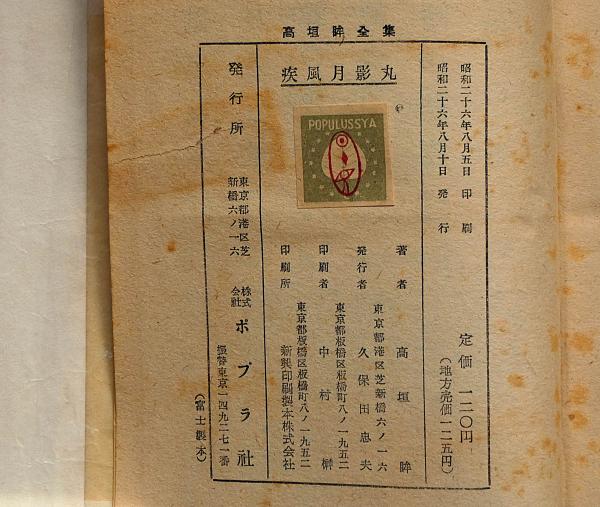 高垣眸全集
疾風月影丸
昭和二十六年八月五日 印刷
昭和二十六年八月十日 発行
定価 一二〇円
（地方売価一二五円）
POPULUSSYA
著者 高垣眸
東京都港区芝新橋六ノ一六
発行者 久保田忠夫
東京都板橋区板橋町八ノ一九五二
印刷者 中村榊
東京都板橋区板橋町八ノ一九五二
印刷所 新興印刷製本株式会社
発行所
東京都港区芝
新橋六ノ一六
株式会社 ポプラ社
振替東京一四九二七一番
（富士製本）